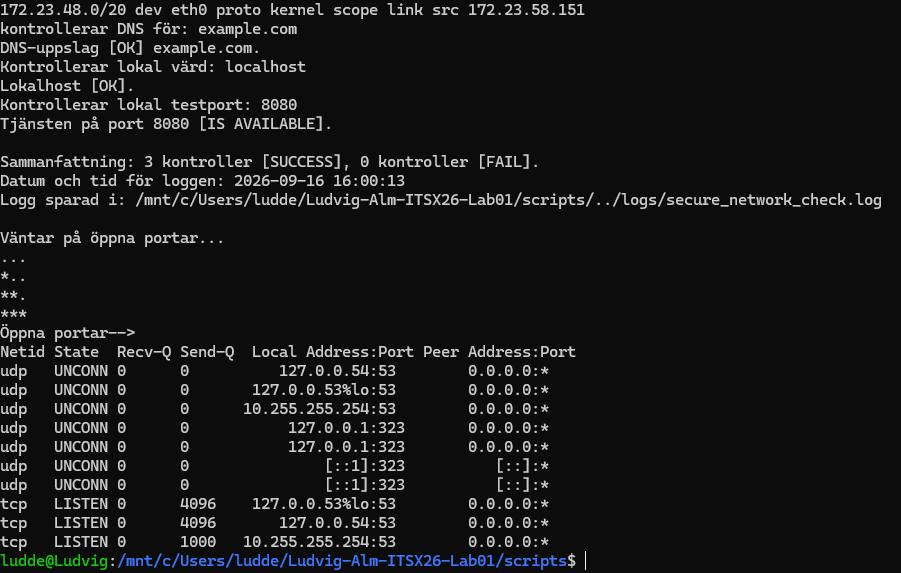 172.23.48.0/20 dev eth0 proto kernel scope link src 172.23.58.151
kontrollerar DNS för: example.com
DNS-uppslag [OK] example.com.
Kontrollerar lokal värd: localhost
Lokalhost [OK].
Kontrollerar lokal testport: 8080
Tjänsten på port 8080 [IS AVAILABLE].

Sammanfattning: 3 kontroller [SUCCESS], 0 kontroller [FAIL].
Datum och tid för loggen: 2026-09-16 16:00:13
Logg sparad i: /mnt/c/Users/ludde/Ludvig-Alm-ITSX26-Lab01/scripts/../logs/secure_network_check.log

Väntar på öppna portar...
...
*..
**.
***
Öppna portar-->
Netid State  Recv-Q Send-Q  Local Address:Port Peer Address:Port
udp   UNCONN 0      0          127.0.0.54:53        0.0.0.0:*
udp   UNCONN 0      0       127.0.0.53%lo:53        0.0.0.0:*
udp   UNCONN 0      0      10.255.255.254:53        0.0.0.0:*
udp   UNCONN 0      0           127.0.0.1:323       0.0.0.0:*
udp   UNCONN 0      0           127.0.0.1:323       0.0.0.0:*
udp   UNCONN 0      0               [::1]:323          [::]:*
udp   UNCONN 0      0               [::1]:323          [::]:*
tcp   LISTEN 0      4096    127.0.0.53%lo:53        0.0.0.0:*
tcp   LISTEN 0      4096       127.0.0.54:53        0.0.0.0:*
tcp   LISTEN 0      1000   10.255.255.254:53        0.0.0.0:*
ludde@Ludvig:/mnt/c/Users/ludde/Ludvig-Alm-ITSX26-Lab01/scripts$